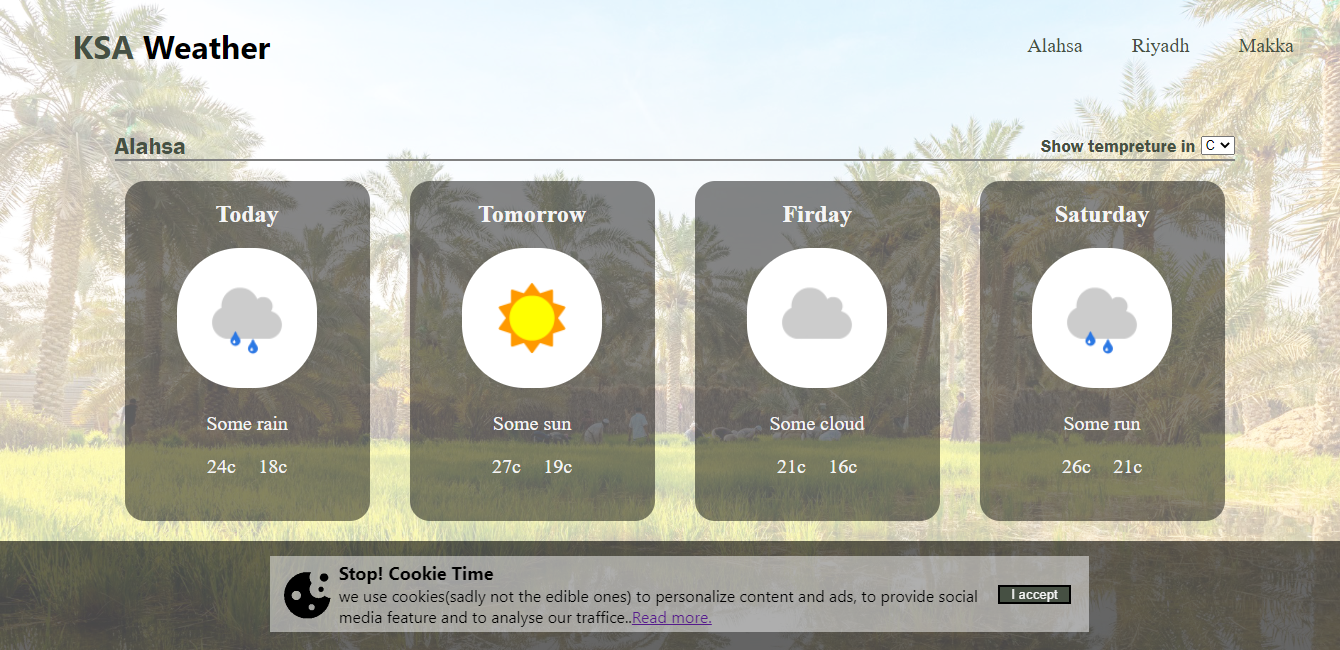 KSA Weather
Alahsa Riyadh Makka
Alahsa
Show tempreture in C
Today
Some rain
24c 18c
Tomorrow
Some sun
27c 19c
Firday
Some cloud
21c 16c
Saturday
Some run
26c 21c
Stop! Cookie Time
we use cookies(sadly not the edible ones) to personalize content and ads, to provide social
media feature and to analyse our traffice..Read more.
I accept